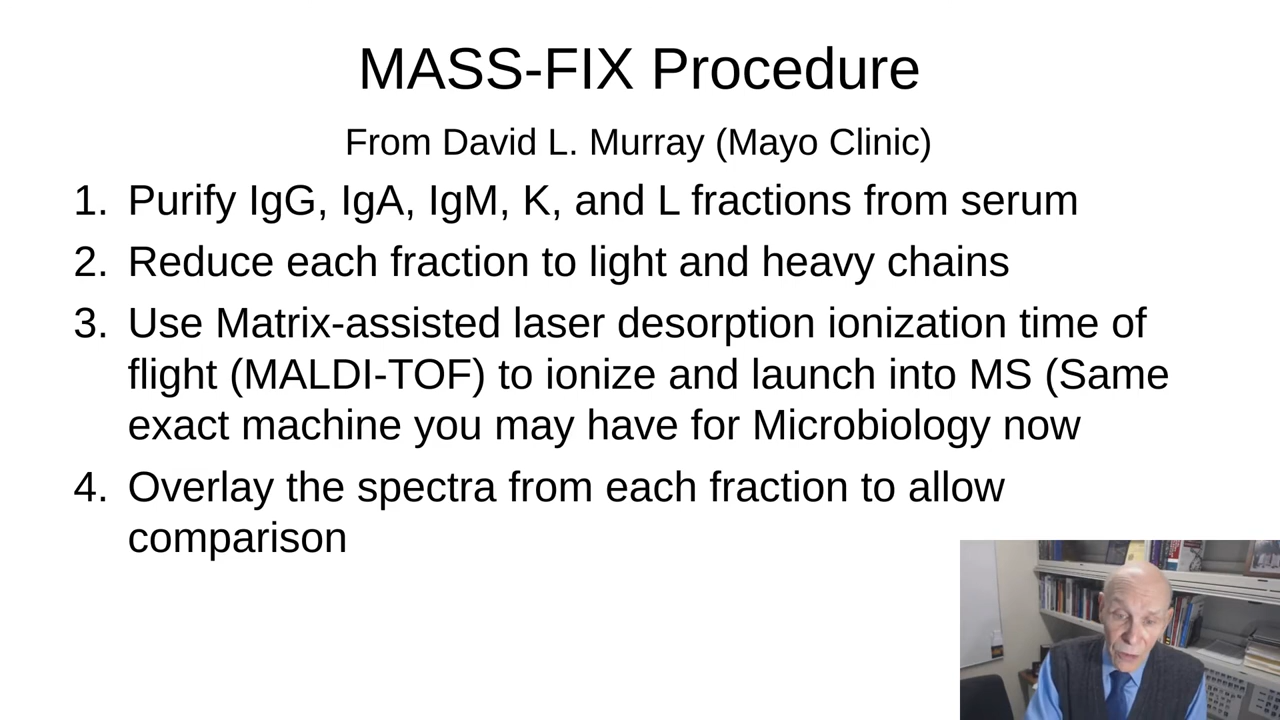 MASS-FIX Procedure
From David L. Murray (Mayo Clinic)
1. Purify IgG, IgA, IgM, K, and L fractions from serum
2. Reduce each fraction to light and heavy chains
3. Use Matrix-assisted laser desorption ionization time of
flight (MALDI-TOF) to ionize and launch into MS (Same
exact machine you may have for Microbiology now
4. Overlay the spectra from each fraction to allow
comparison